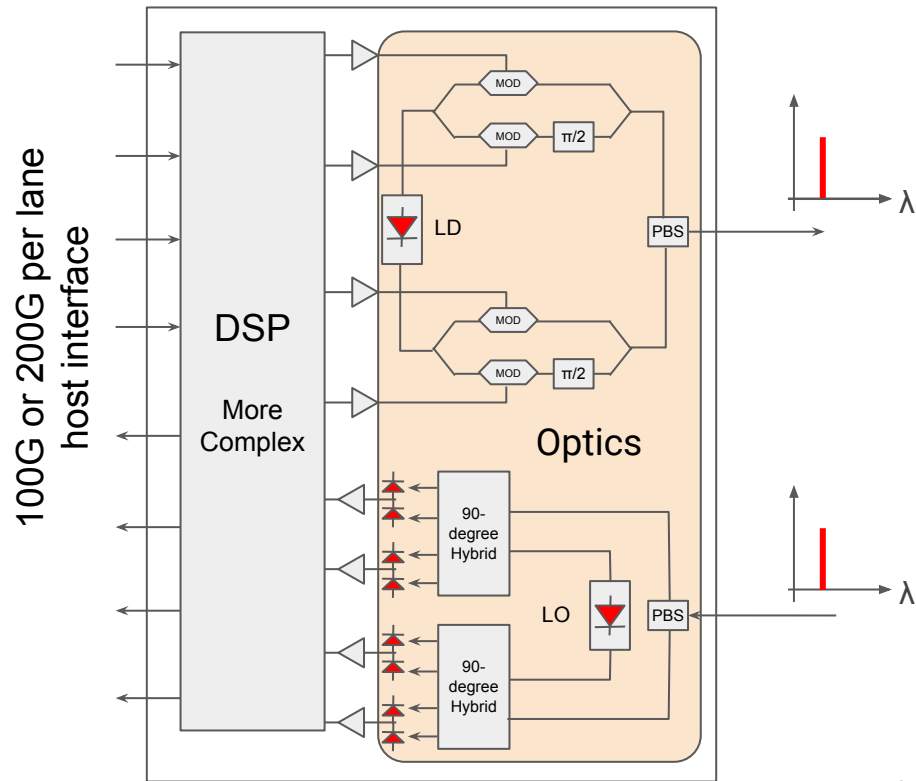 100G or 200G per lane
host interface
DSP
More
Complex
MOD
MOD
π/2
LD
PBS
λ
MOD
MOD
π/2
Optics
90-
degree
Hybrid
LO
PBS
λ
90-
degree
Hybrid